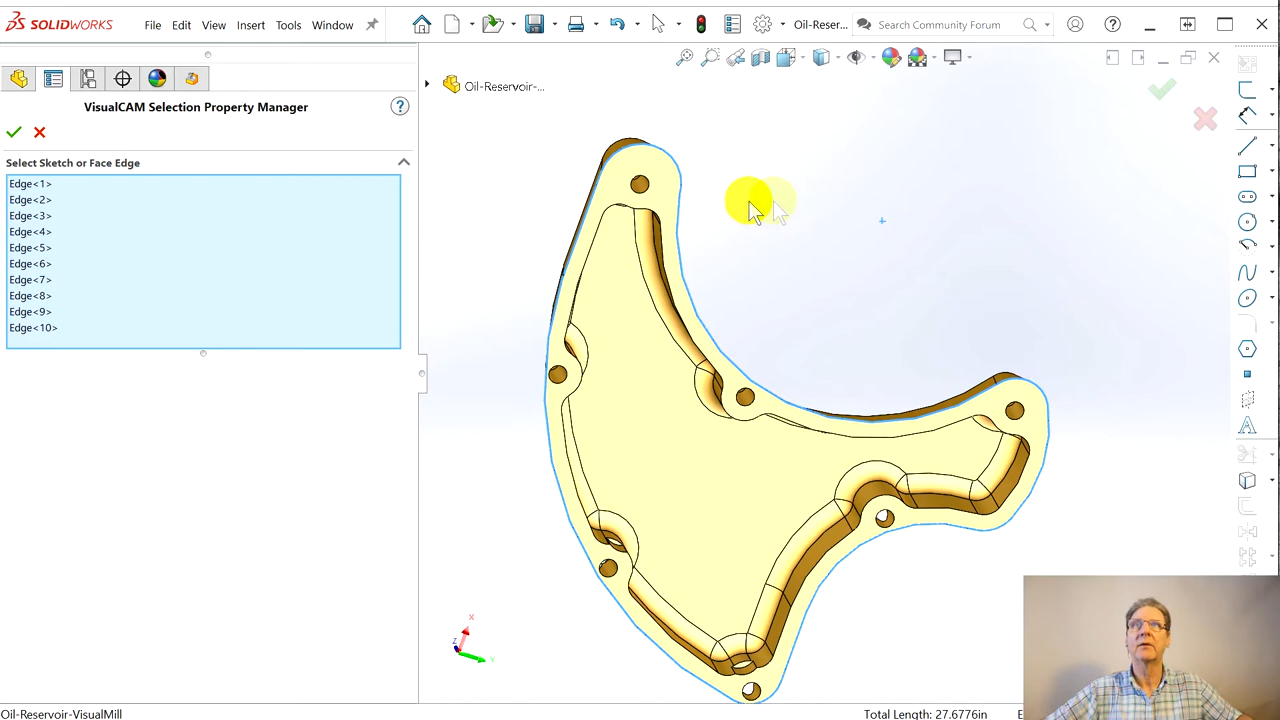 SOLIDWORKS File Edit View Insert Tools Window Oil-Reser... Search Community Forum
VisualCAM Selection Property Manager
Oil-Reservoir-...
Select Sketch or Face Edge
Edge<1>
Edge<2>
Edge<3>
Edge<4>
Edge<5>
Edge<6>
Edge<7>
Edge<8>
Edge<9>
Edge<10>
X
Z
Y
Oil-Reservoir-VisualMill
Total Length: 27.6776in